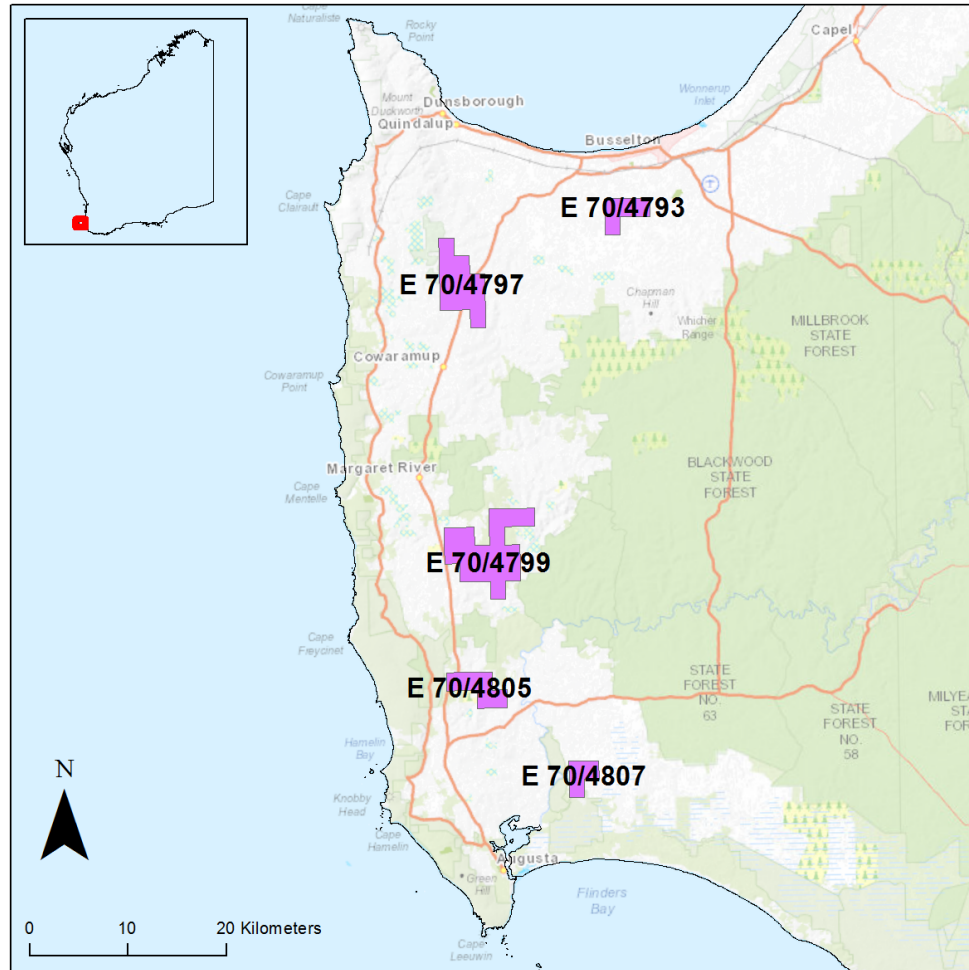 Cape
Naturaliste
Rocky
Point
Capel
Mount
Duckworth
Dunsborough
Quindalup
Wonnerup
Inlet
Busselton
Cape
Clairault
E 70/4793
E 70/4797
Chapman
Hill
Whicher
Range
MILLBROOK
STATE
FOREST
Cowaramup
Cowaramup
Point
Margaret River
BLACKWOOD
STATE
FOREST
Cape
Mentelle
E 70/4799
Cape
Freycinet
E 70/4805
STATE
FOREST
NO.
63
STATE
FOREST
NO.
58
MILYEA
STA
FOR
Hamelin
Bay
E 70/4807
N
Knobby
Head
Cape
Hamelin
Augusta
Green
Hill
Flinders
Bay
0 10 20 Kilometers
Cape
Leeuwin